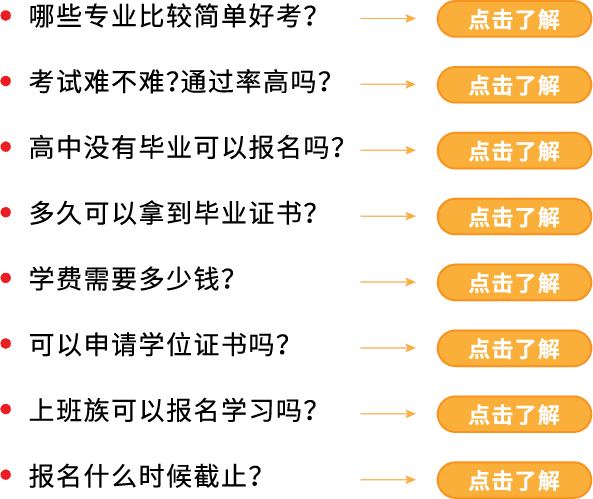 哪些专业比较简单好考？ 点击了解
考试难不难？通过率高吗？ 点击了解
高中没有毕业可以报名吗？ 点击了解
多久可以拿到毕业证书？ 点击了解
学费需要多少钱？ 点击了解
可以申请学位证书吗？ 点击了解
上班族可以报名学习吗？ 点击了解
报名什么时候截止？ 点击了解